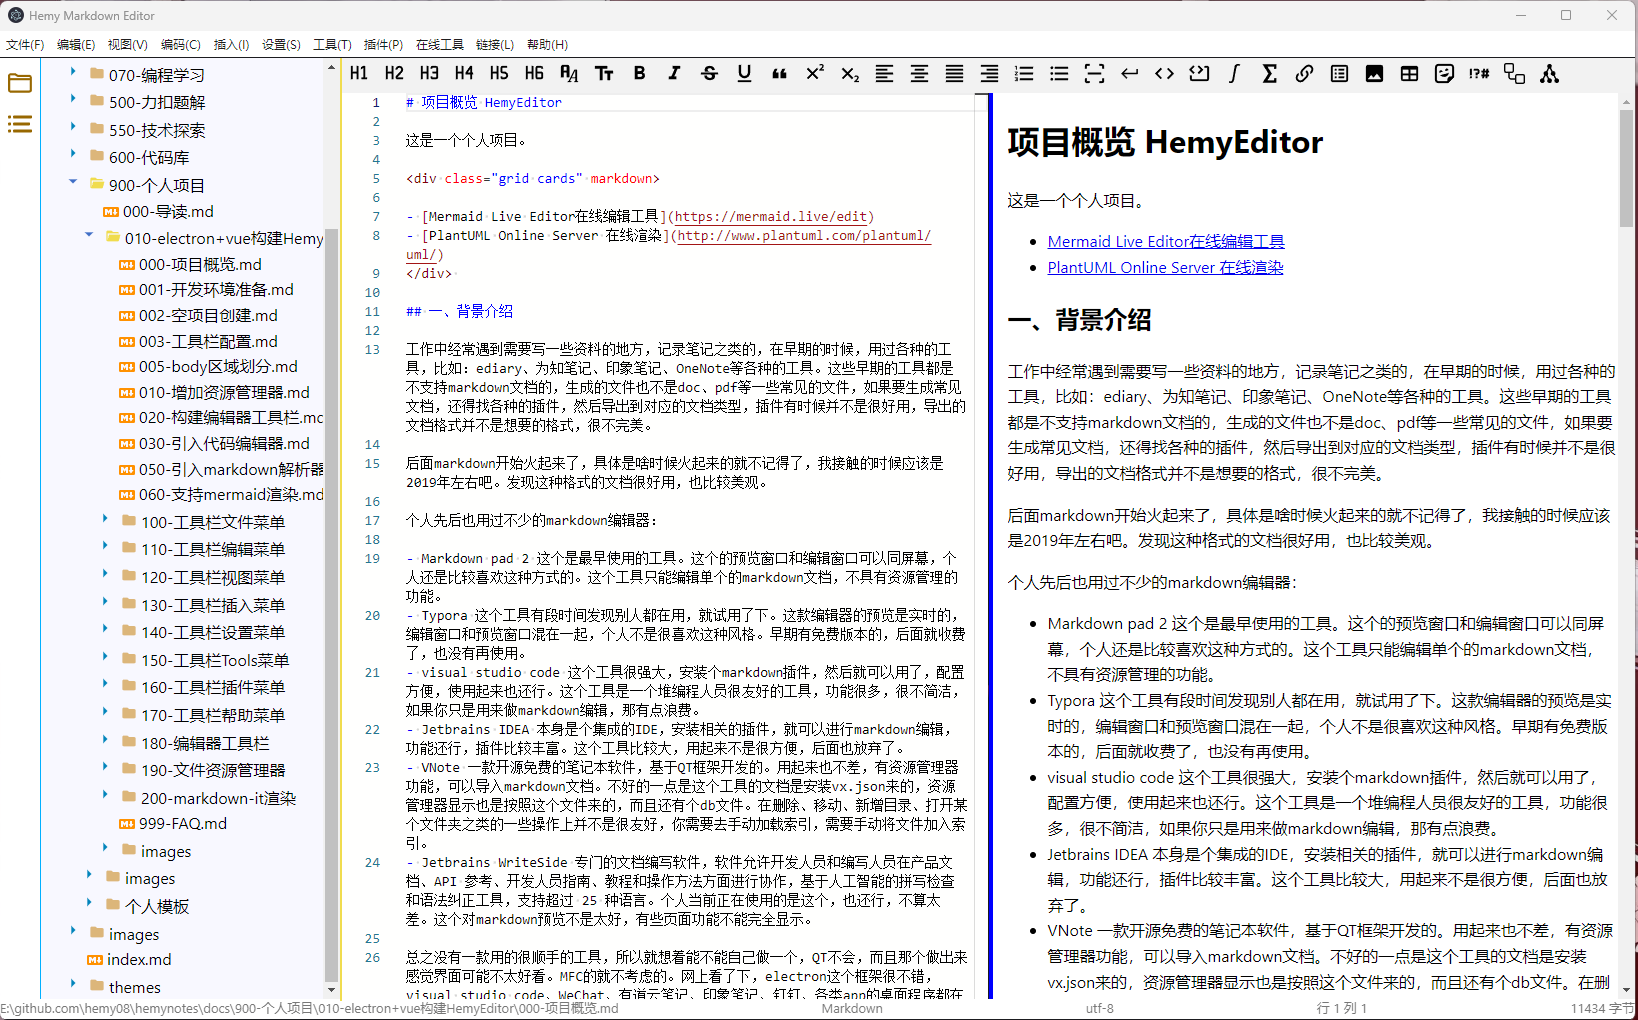 Hemy Markdown Editor
文件(F) 编辑(E) 视图(V) 编码(C) 插入(I) 设置(S) 工具(T) 插件(P) 在线工具 链接(L) 帮助(H)
H1 H2 H3 H4 H5 H6
070-编程学习
500-力扣题解
550-技术探索
600-代码库
900-个人项目
000-导读.md
010-electron+vue构建Hemy
000-项目概览.md
001-开发环境准备.md
002-空项目创建.md
003-工具栏配置.md
005-body区域划分.md
010-增加资源管理器.md
020-构建编辑器工具栏.md
030-引入代码编辑器.md
050-引入markdown解析器
060-支持mermaid渲染.md
100-工具栏文件菜单
110-工具栏编辑菜单
120-工具栏视图菜单
130-工具栏插入菜单
140-工具栏设置菜单
150-工具栏Tools菜单
160-工具栏插件菜单
170-工具栏帮助菜单
180-编辑器工具栏
190-文件资源管理器
200-markdown-it渲染
999-FAQ.md
images
images
个人模板
images
index.md
themes
1 # 项目概览 HemyEditor
2
3 这是一个个人项目。
4
5 <div class="grid cards" markdown>
6
7 - [Mermaid Live Editor在线编辑工具](https://mermaid.live/edit)
8 - [PlantUML Online Server 在线渲染](http://www.plantuml.com/plantuml/
uml/)
9 </div>
10
11 ## 一、背景介绍
12
13 工作中经常遇到需要写一些资料的地方，记录笔记之类的，在早期的时候，用过各种的工
具，比如：ediary、为知笔记、印象笔记、OneNote等各种的工具。这些早期的工具都是
不支持markdown文档的，生成的文件也不是doc、pdf等一些常见的文件，如果要生成常见
文档，还得找各种的插件，然后导出到对应的文档类型，插件有时候并不是很好用，导出的
文档格式并不是想要的格式，很不完美。
14
15 后面markdown开始火起来了，具体是啥时候火起来的就不记得了，我接触的时候应该是
2019年左右吧。发现这种格式的文档很好用，也比较美观。
16
17 个人先后也用过不少的markdown编辑器：
18
19 - Markdown pad 2 这个是最早使用的工具。这个的预览窗口和编辑窗口可以同屏幕，个
人还是比较喜欢这种方式的。这个工具只能编辑单个的markdown文档，不具有资源管理的
功能。
20 - Typora 这个工具有段时间发现别人都在用，就试用了下。这款编辑器的预览是实时的，
编辑窗口和预览窗口混在一起，个人不是很喜欢这种风格。早期有免费版本的，后面就收费
了，也没有再使用。
21 - visual studio code 这个工具很强大，安装个markdown插件，然后就可以用了，配置
方便，使用起来也还行。这个工具是一个堆编程人员很友好的工具，功能很多，很不简洁，
如果你只是用来做markdown编辑，那有点浪费。
22 - Jetbrains IDEA 本身是个集成的IDE，安装相关的插件，就可以进行markdown编辑，
功能还行，插件比较丰富。这个工具比较大，用起来不是很方便，后面也放弃了。
23 - VNote 一款开源免费的笔记本软件，基于QT框架开发的。用起来也不差，有资源管理器
功能，可以导入markdown文档。不好的一点是这个工具的文档是安装vx.json来的，资源
管理器显示也是按照这个文件来的，而且还有个db文件。在删除、移动、新增目录、打开某
个文件夹之类的一些操作上并不是很友好，你需要去手动加载索引，需要手动将文件加入索
引。
24 - Jetbrains WriteSide 专门的文档编写软件，软件允许开发人员和编写人员在产品文
档、API 参考、开发人员指南、教程和操作方法方面进行协作，基于人工智能的拼写检查
和语法纠正工具，支持超过 25 种语言。个人当前正在使用的是这个，也还行，不算太
差。这个对markdown预览不是太好，有些页面功能不能完全显示。
25
26 总之没有一款用的很顺手的工具，所以就想着能不能自己做一个，QT不会，而且那个做出来
感觉界面可能不太好看。MFC的就不考虑的。网上看了下，electron这个框架很不错，
visual studio code、WeChat、有道云笔记、印象笔记、钉钉、各类app的桌面程序都在
项目概览 HemyEditor
这是一个个人项目。
Mermaid Live Editor在线编辑工具
PlantUML Online Server 在线渲染
一、背景介绍
工作中经常遇到需要写一些资料的地方，记录笔记之类的，在早期的时候，用过各种的
工具，比如：ediary、为知笔记、印象笔记、OneNote等各种的工具。这些早期的工具
都是不支持markdown文档的，生成的文件也不是doc、pdf等一些常见的文件，如果要
生成常见文档，还得找各种的插件，然后导出到对应的文档类型，插件有时候并不是很
好用，导出的文档格式并不是想要的格式，很不完美。
后面markdown开始火起来了，具体是啥时候火起来的就不记得了，我接触的时候应该
是2019年左右吧。发现这种格式的文档很好用，也比较美观。
个人先后也用过不少的markdown编辑器：
Markdown pad 2 这个是最早使用的工具。这个的预览窗口和编辑窗口可以同屏
幕，个人还是比较喜欢这种方式的。这个工具只能编辑单个的markdown文档，
不具有资源管理的功能。
Typora 这个工具有段时间发现别人都在用，就试用了下。这款编辑器的预览是实
时的，编辑窗口和预览窗口混在一起，个人不是很喜欢这种风格。早期有免费版
本的，后面就收费了，也没有再使用。
visual studio code 这个工具很强大，安装个markdown插件，然后就可以用了，
配置方便，使用起来也还行。这个工具是一个堆编程人员很友好的工具，功能很
多，很不简洁，如果你只是用来做markdown编辑，那有点浪费。
Jetbrains IDEA 本身是个集成的IDE，安装相关的插件，就可以进行markdown编
辑，功能还行，插件比较丰富。这个工具比较大，用起来不是很方便，后面也放
弃了。
VNote 一款开源免费的笔记本软件，基于QT框架开发的。用起来也不差，有资源
管理器功能，可以导入markdown文档。不好的一点是这个工具的文档是安装
vx.json来的，资源管理器显示也是按照这个文件来的，而且还有个db文件。在删
E:\github.com\hemy08\hemynotes\docs\900-个人项目\010-electron+vue构建HemyEditor\000-项目概览.md Markdown utf-8 行 1 列 1 11434 字节